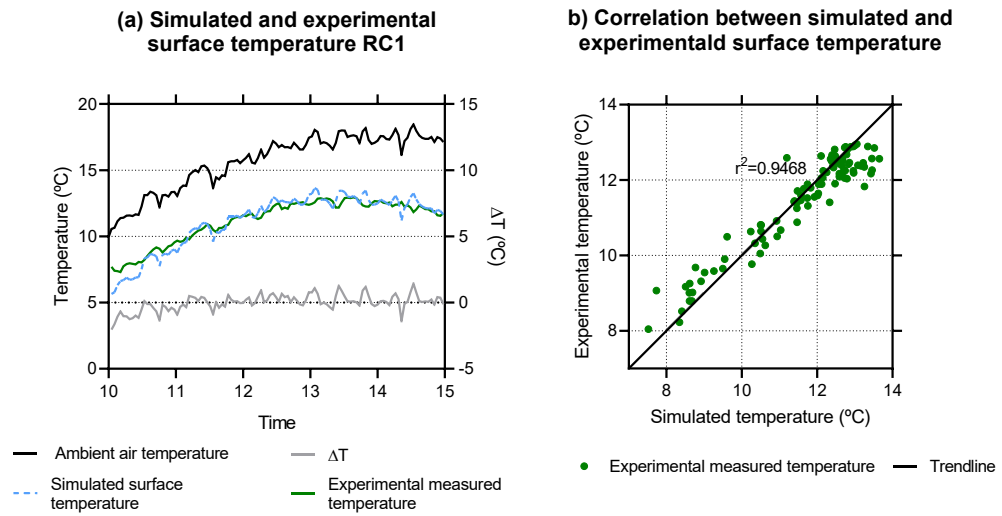 (a) Simulated and experimental
surface temperature RC1
20
15
10
5
0
Temperature (ºC)
15
10
5
0
-5
ΔT (ºC)
10
11
12
13
14
15
Time
Ambient air temperature
ΔT
Simulated surface
temperature
Experimental measured
temperature
b) Correlation between simulated and
experimentald surface temperature
14
12
10
8
Experimental temperature (ºC)
r²=0.9468
8
10
12
14
Simulated temperature (ºC)
Experimental measured temperature
Trendline